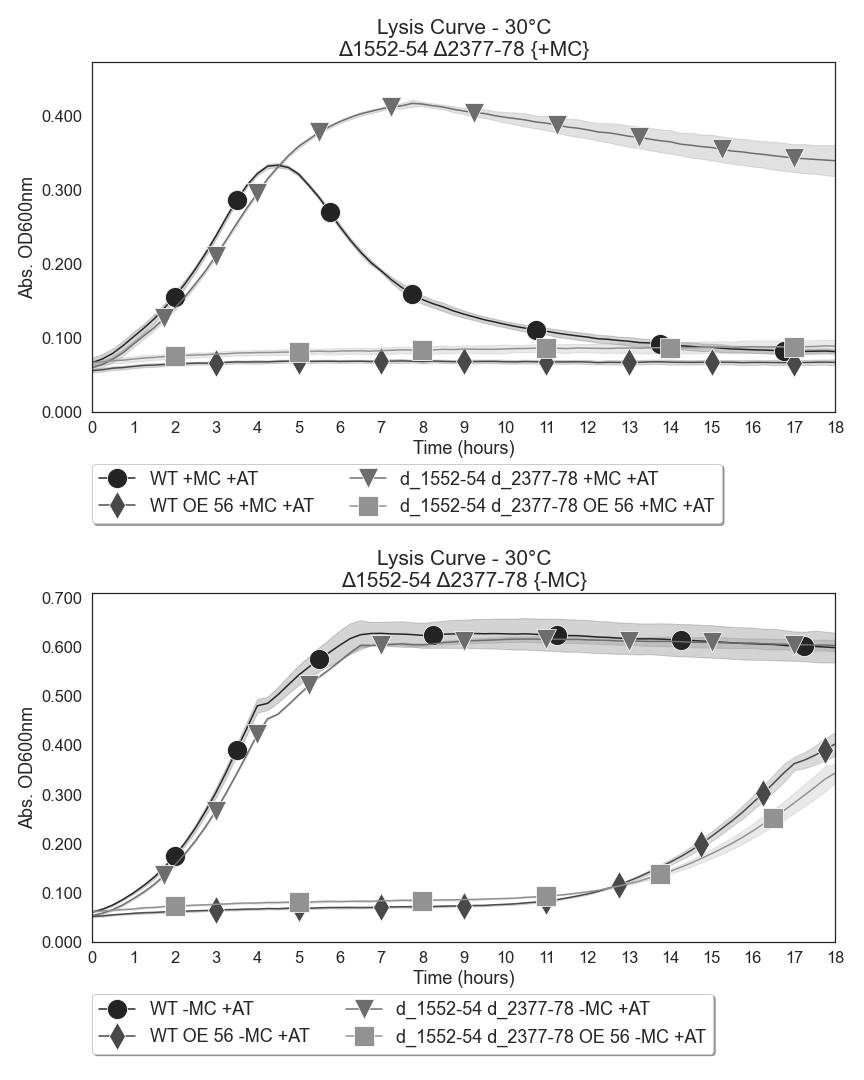 Lysis Curve - 30°C
Δ1552-54 Δ2377-78 {+MC}
Abs. OD600nm
0.400
0.300
0.200
0.100
0.000
0 1 2 3 4 5 6 7 8 9 10 11 12 13 14 15 16 17 18
Time (hours)
WT +MC +AT
WT OE 56 +MC +AT
d_1552-54 d_2377-78 +MC +AT
d_1552-54 d_2377-78 OE 56 +MC +AT
Lysis Curve - 30°C
Δ1552-54 Δ2377-78 {-MC}
Abs. OD600nm
0.700
0.600
0.500
0.400
0.300
0.200
0.100
0.000
0 1 2 3 4 5 6 7 8 9 10 11 12 13 14 15 16 17 18
Time (hours)
WT -MC +AT
WT OE 56 -MC +AT
d_1552-54 d_2377-78 -MC +AT
d_1552-54 d_2377-78 OE 56 -MC +AT